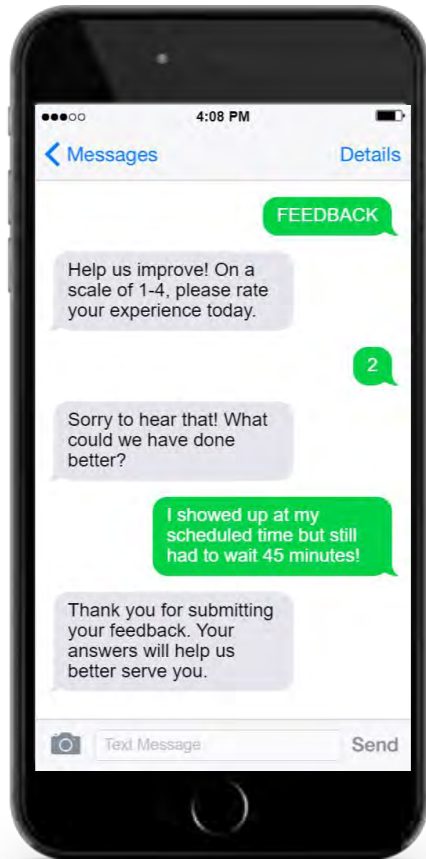 4:08 PM
Messages Details
FEEDBACK
Help us improve! On a
scale of 1-4, please rate
your experience today.
2
Sorry to hear that! What
could we have done
better?
I showed up at my
scheduled time but still
had to wait 45 minutes!
Thank you for submitting
your feedback. Your
answers will help us
better serve you.
Text Message Send